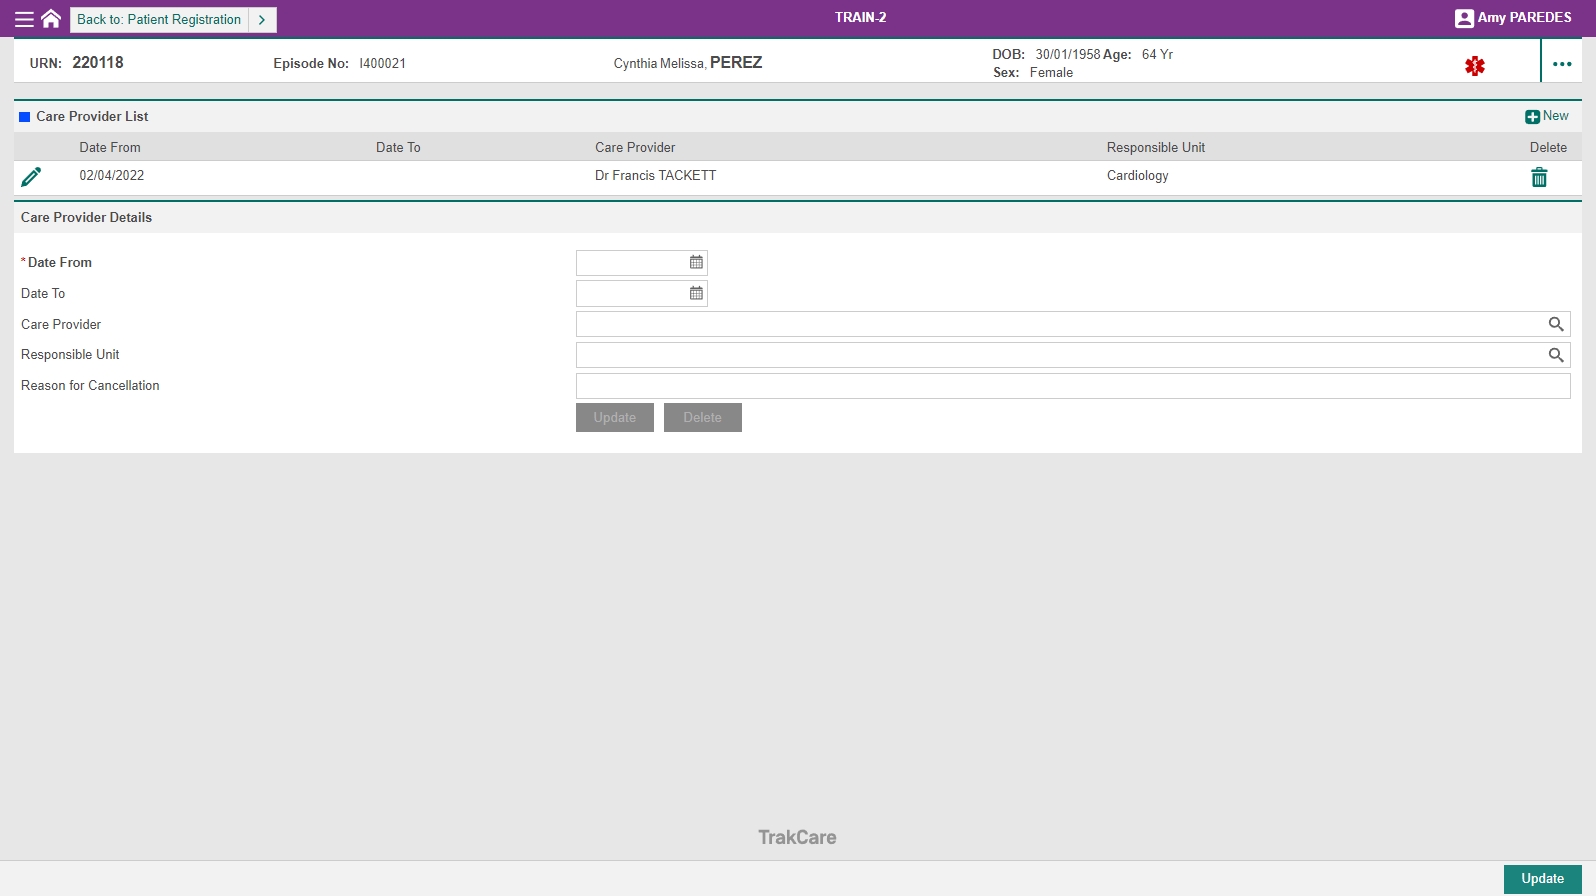 Back to: Patient Registration
TRAIN-2
Amy PAREDES
URN: 220118 Episode No: I400021 Cynthia Melissa, PEREZ DOB: 30/01/1958 Age: 64 Yr
Sex: Female
Care Provider List New
Date From Date To Care Provider Responsible Unit Delete
02/04/2022 Dr Francis TACKETT Cardiology
Care Provider Details
*Date From
Date To
Care Provider
Responsible Unit
Reason for Cancellation
Update Delete
TrakCare
Update